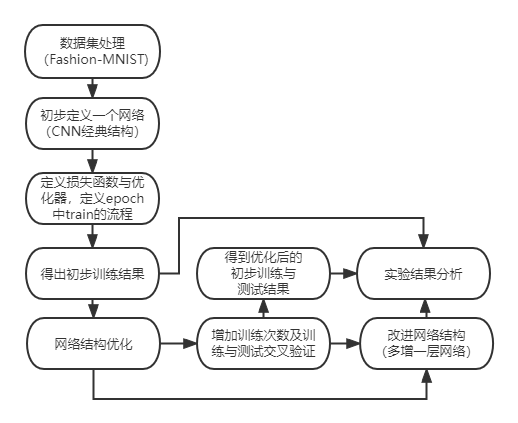 数据集处理
（Fashion-MNIST)
初步定义一个网络
（CNN经典结构）
定义损失函数与优
化器，定义epoch
中train的流程
得出初步训练结果
得到优化后的
初步训练与
测试结果
实验结果分析
网络结构优化
增加训练次数及训
练与测试交叉验证
改进网络结构
（多增一层网络）